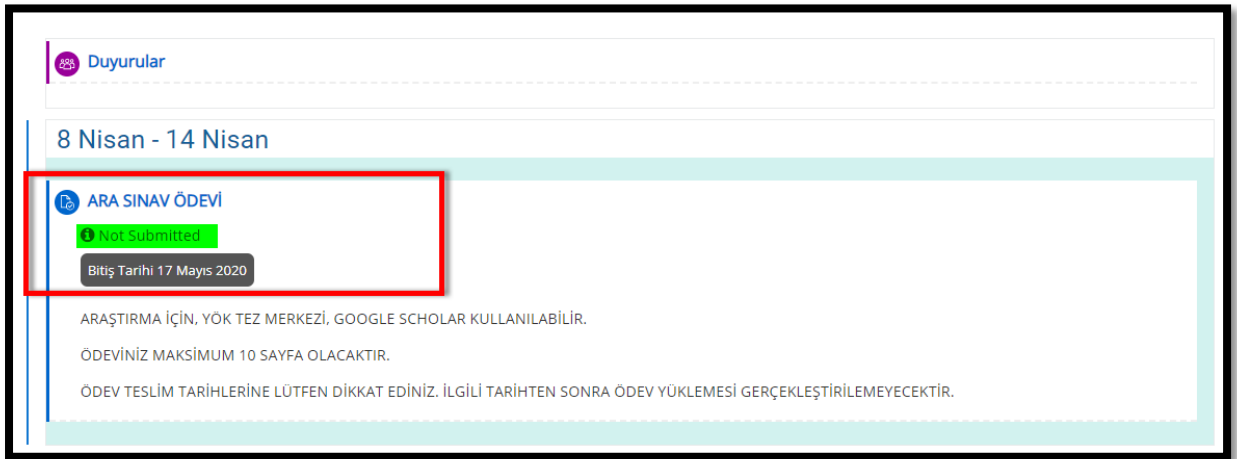 Duyurular
8 Nisan - 14 Nisan
ARA SINAV ÖDEVİ
Not Submitted
Bitiş Tarihi 17 Mayıs 2020
ARAŞTIRMA İÇİN, YÖK TEZ MERKEZİ, GOOGLE SCHOLAR KULLANILABİLİR.
ÖDEVİNİZ MAKSİMUM 10 SAYFA OLACAKTIR.
ÖDEV TESLİM TARİHLERİNE LÜTFEN DİKKAT EDİNİZ. İLGİLİ TARİHTEN SONRA ÖDEV YÜKLEMESİ GERÇEKLEŞTİRİLEMEYECEKTİR.